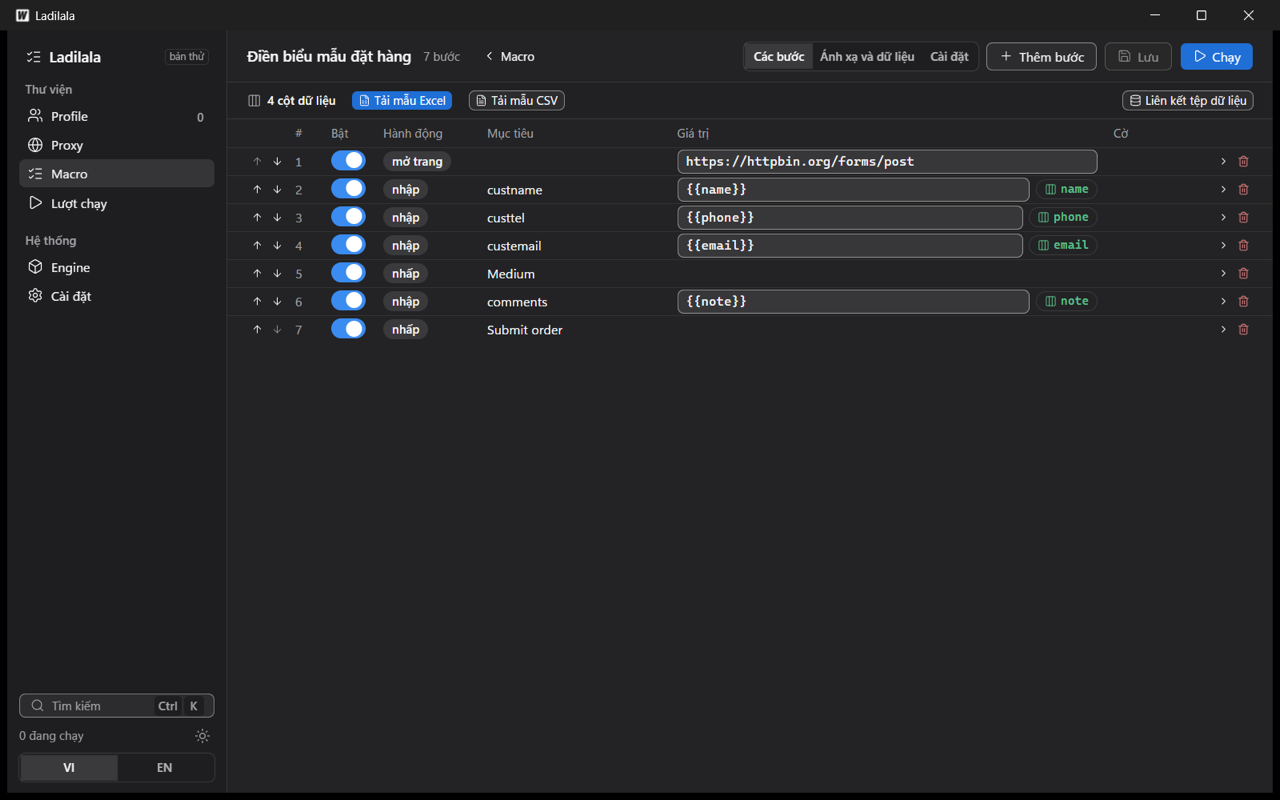 Ladilala
Ladilala bản thử
Thư viện
Profile 0
Proxy
Macro
Lượt chạy
Hệ thống
Engine
Cài đặt
Tìm kiếm Ctrl K
0 đang chạy
VI EN
Điền biểu mẫu đặt hàng 7 bước Macro Các bước Ánh xạ và dữ liệu Cài đặt Thêm bước Lưu Chạy
4 cột dữ liệu Tải mẫu Excel Tải mẫu CSV Liên kết tệp dữ liệu
# Bật Hành động Mục tiêu Giá trị Cờ
1 mở trang https://httpbin.org/forms/post
2 nhập custname {{name}} name
3 nhập custtel {{phone}} phone
4 nhập custemail {{email}} email
5 nhấp Medium
6 nhập comments {{note}} note
7 nhấp Submit order